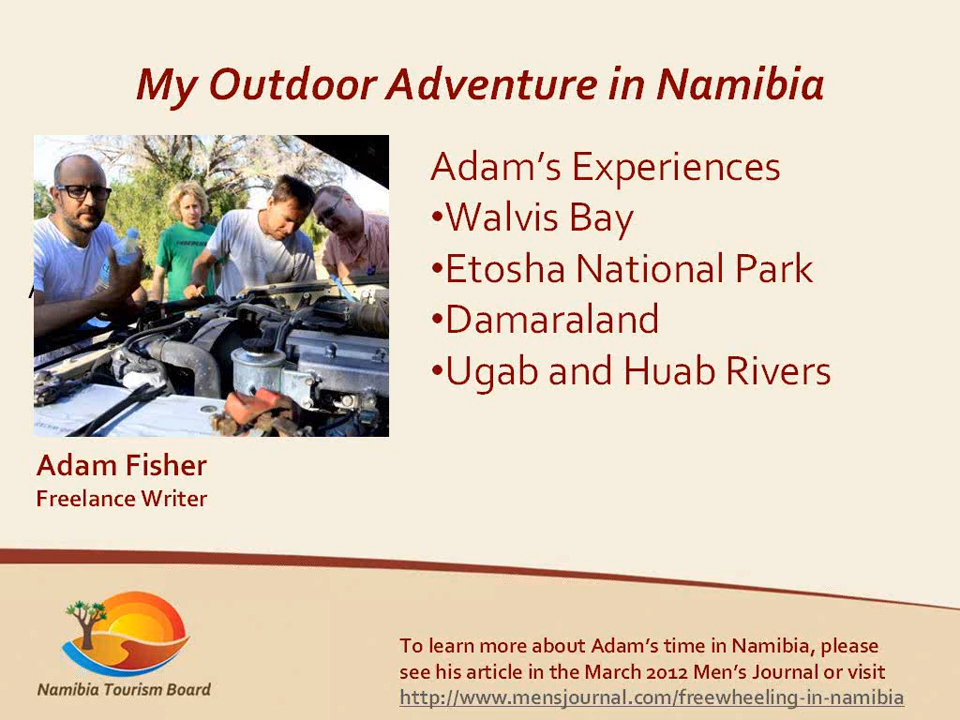 My Outdoor Adventure in Namibia
Adam's Experiences
•Walvis Bay
•Etosha National Park
•Damaraland
•Ugab and Huab Rivers
Adam Fisher
Freelance Writer
Namibia Tourism Board
To learn more about Adam's time in Namibia, please
see his article in the March 2012 Men's Journal or visit
http://www.mensjournal.com/freewheeling-in-namibia